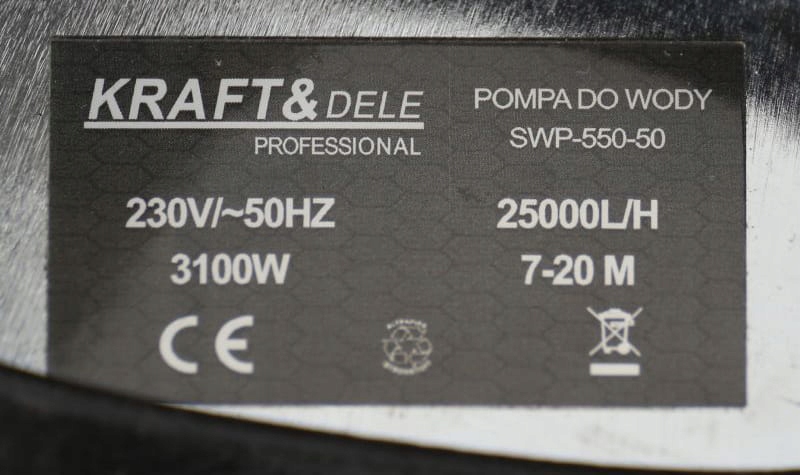 KRAFT&DELE
PROFESSIONAL
POMPA DO WODY
SWP-550-50
230V/~50HZ
3100W
25000L/H
7-20 M
CE